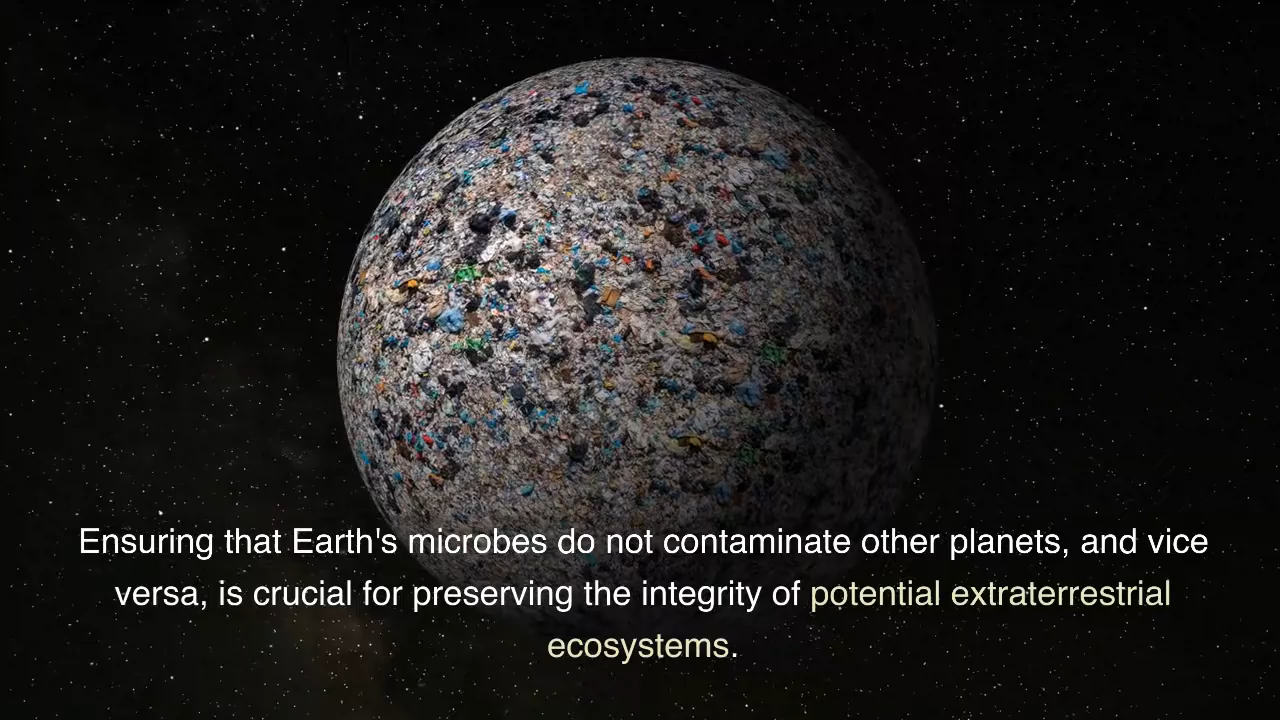 Ensuring that Earth's microbes do not contaminate other planets, and vice
versa, is crucial for preserving the integrity of potential extraterrestrial
ecosystems.